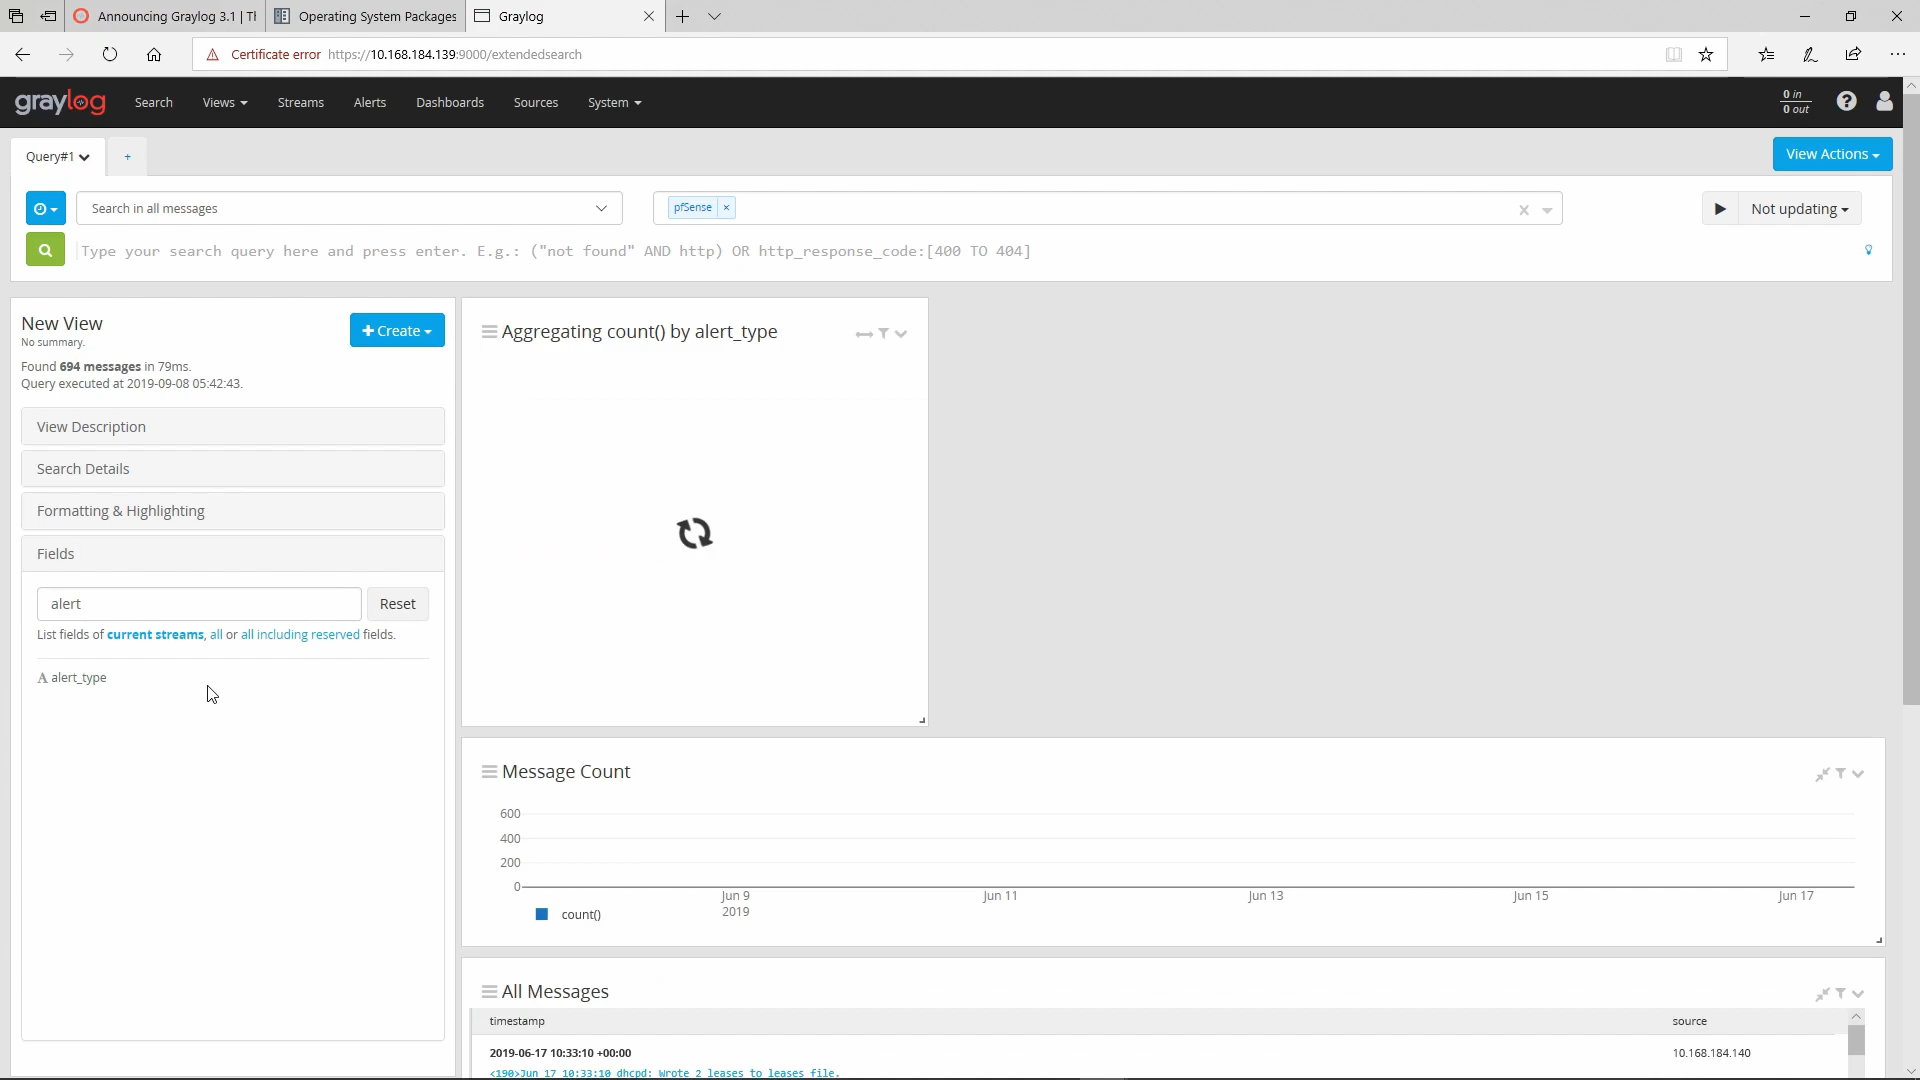 Announcing Graylog 3.1 | Th
Operating System Packages
Graylog
Certificate error https://10.168.184.139:9000/extendedsearch
graylog
Search
Views
Streams
Alerts
Dashboards
Sources
System
0 in
0 out
Query#1
+
View Actions
Search in all messages
pfSense ×
Not updating
Type your search query here and press enter. E.g.: ("not found" AND http) OR http_response_code:[400 TO 404]
New View
No summary.
+ Create
Found 694 messages in 79ms.
Query executed at 2019-09-08 05:42:43.
View Description
Search Details
Formatting & Highlighting
Fields
alert
Reset
List fields of current streams, all or all including reserved fields.
A alert_type
Aggregating count() by alert_type
Message Count
600
400
200
0
Jun 9
2019
Jun 11
Jun 13
Jun 15
Jun 17
count()
All Messages
timestamp
source
2019-06-17 10:33:10 +00:00
10.168.184.140
<190>Jun 17 10:33:10 dhcpd: Wrote 2 leases to leases file.